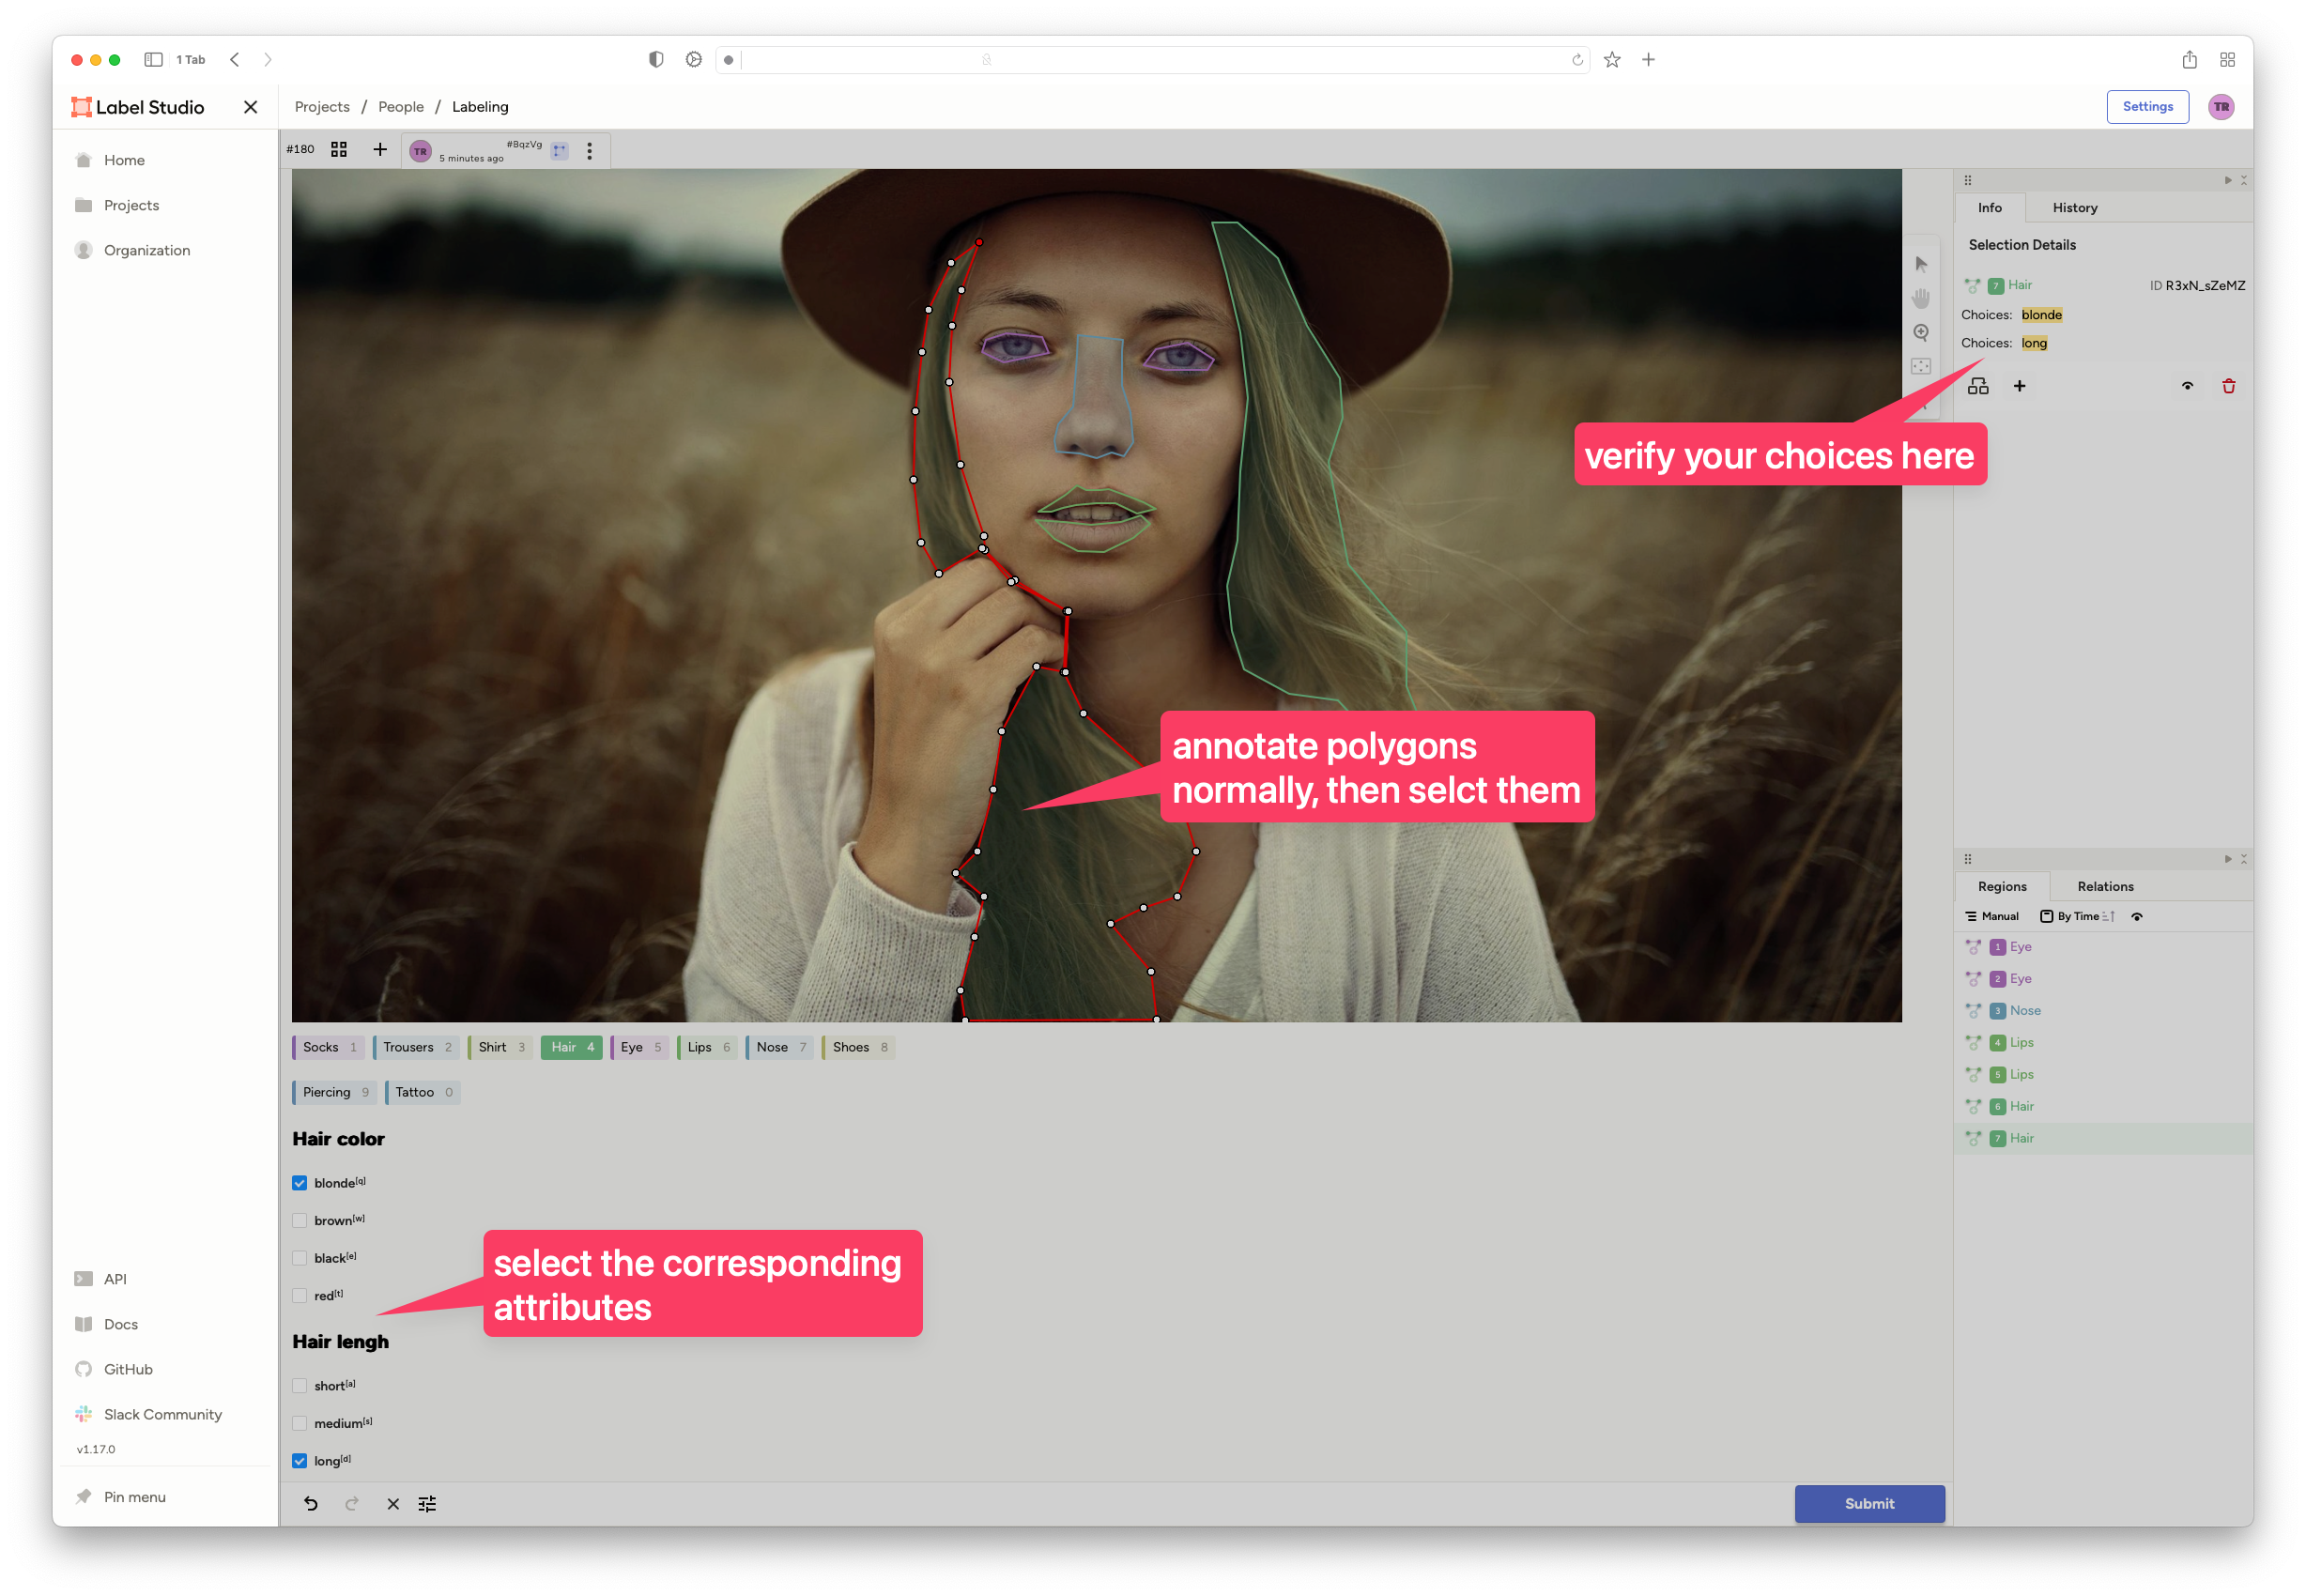 1 Tab
Label Studio
Projects / People / Labeling
Settings
TR
Home
Projects
Organization
API
Docs
GitHub
Slack Community
v1.17.0
Pin menu
#180
TR
#8qzVg
5 minutes ago
Info
History
Selection Details
7 Hair
ID R3xN_sZeMZ
Choices: blonde
Choices: long
verify your choices here
annotate polygons
normally, then selct them
Socks 1
Trousers 2
Shirt 3
Hair 4
Eye 5
Lips 6
Nose 7
Shoes 8
Piercing 9
Tattoo 0
Hair color
blonde[q]
brown[w]
black[e]
red[t]
select the corresponding
attributes
Hair lengh
short[a]
medium[s]
long[d]
Submit
Regions
Relations
Manual
By Time
1 Eye
2 Eye
3 Nose
4 Lips
5 Lips
6 Hair
7 Hair